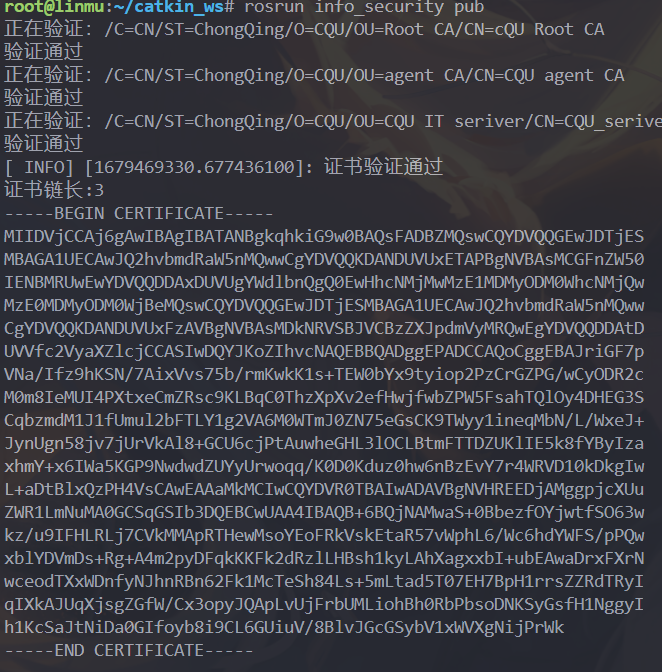 root@linmu:~/catkin_ws# rosrun info_security pub
正在验证: /C=CN/ST=ChongQing/O=CQU/OU=Root CA/CN=cQU Root CA
验证通过
正在验证: /C=CN/ST=ChongQing/O=CQU/OU=agent CA/CN=CQU agent CA
验证通过
正在验证: /C=CN/ST=ChongQing/O=CQU/OU=CQU IT seriver/CN=CQU_serive
验证通过
[ INFO] [1679469330.677436100]: 证书验证通过
证书链长:3
-----BEGIN CERTIFICATE-----
MIIDVjCCAj6gAwIBAgIBATANBgkqhkiG9w0BAQsFADBZMQswCQYDVQQGEwJDTjES
MBAGA1UECAwJQ2hvbmdRaW5nMQwwCgYDVQQKDANDUVUxETAPBgNVBAsMCGFnZW50
IENBMRUwEwYDVQQDDAxDUVUgYWdlbnQgQ0EwHhcNMjMwMzE1MDMyODM0WhcNMjQw
MzE0MDMyODM0WjBeMQswCQYDVQQGEwJDTjESMBAGA1UECAwJQ2hvbmdRaW5nMQww
CgYDVQQKDANDUVUxFzAVBgNVBAsMDkNRVSBJVCBzZXJpdmVyMRQwEgYDVQQDDAtD
UVVfc2VyaXZlcjCCASIwDQYJKoZIhvcNAQEBBQADggEPADCCAQoCggEBAJriGF7p
VNa/Ifz9hKSN/7AixVvs75b/rmKwkK1s+TEW0bYx9tyiop2PzCrGZPG/wCyODR2c
M0m8IeMUI4PXtxeCmZRsc9KLBqC0ThzXpXv2efHwjfwbZPW5FsahTQlOy4DHEG3S
CqbzmdM1J1fUmul2bFTLY1g2VA6M0WTmJ0ZN75eGsCK9TWyy1ineqMbN/L/WxeJ+
JynUgn58jv7jUrVkAl8+GCU6cjPtAuwheGHL3lOCLBtmFTTDZUKlIE5k8fYByIza
xhmY+x6IWa5KGP9NwdwdZUYyUrwoqq/K0D0Kduz0hw6nBzEvY7r4WRVD10kDkgIw
L+aDtBlxQzPH4VsCAwEAAaMkMCIwCQYDVR0TBAIwADAVBgNVHREEDjAMggpjcXUu
ZWR1LmNuMA0GCSqGSIb3DQEBCwUAA4IBAQB+6BQjNAMwaS+0BbezfOYjwtfSO63w
kz/u9IFHLRLj7CVkMMApRTHewMsoYEoFRkVskEtaR57vWphL6/Wc6hdYWFS/pPQw
xblYDVmDs+Rg+A4m2pyDFqkKKFk2dRzlLHBsh1kyLAhXagxxbI+ubEAwaDrxFXrN
wceodTXxWDnfyNJhnRBn62Fk1McTeSh84Ls+5mLtad5T07EH7BpH1rrsZZRdTRyI
qIXkAJUqXjsgZGfW/Cx3opyJQApLvUjFrbUMLiohBh0RbPbsoDNKSyGsfH1NggyI
h1KcSaJtNiDa0GIfoyb8i9CL6GUiuV/8BlvJGcGSybV1xWVXgNijPrWk
-----END CERTIFICATE-----